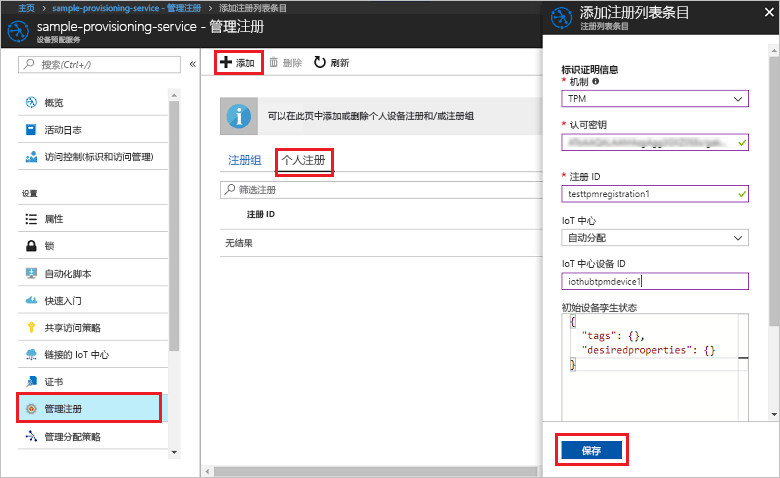 主页 > sample-provisioning-service - 管理注册 > 添加注册列表条目
sample-provisioning-service - 管理注册
设备预配服务
搜索(Ctrl+/)
概览
活动日志
访问控制(标识和访问管理)
设置
属性
锁
自动化脚本
快速入门
共享访问策略
链接的 IoT 中心
证书
管理注册
管理分配策略
添加
删除
刷新
可以在此页中添加或删除个人设备注册和/或注册组
注册组
个人注册
筛选注册
注册 ID
无结果
添加注册列表条目
注册列表条目
标识证明信息
* 机制
TPM
* 认可密钥
* 注册 ID
testtpmregistration1
IoT 中心
自动分配
IoT 中心设备 ID
iothubtpmdevice1
初始设备孪生状态
{
"tags": {},
"desiredproperties": {}
}
保存